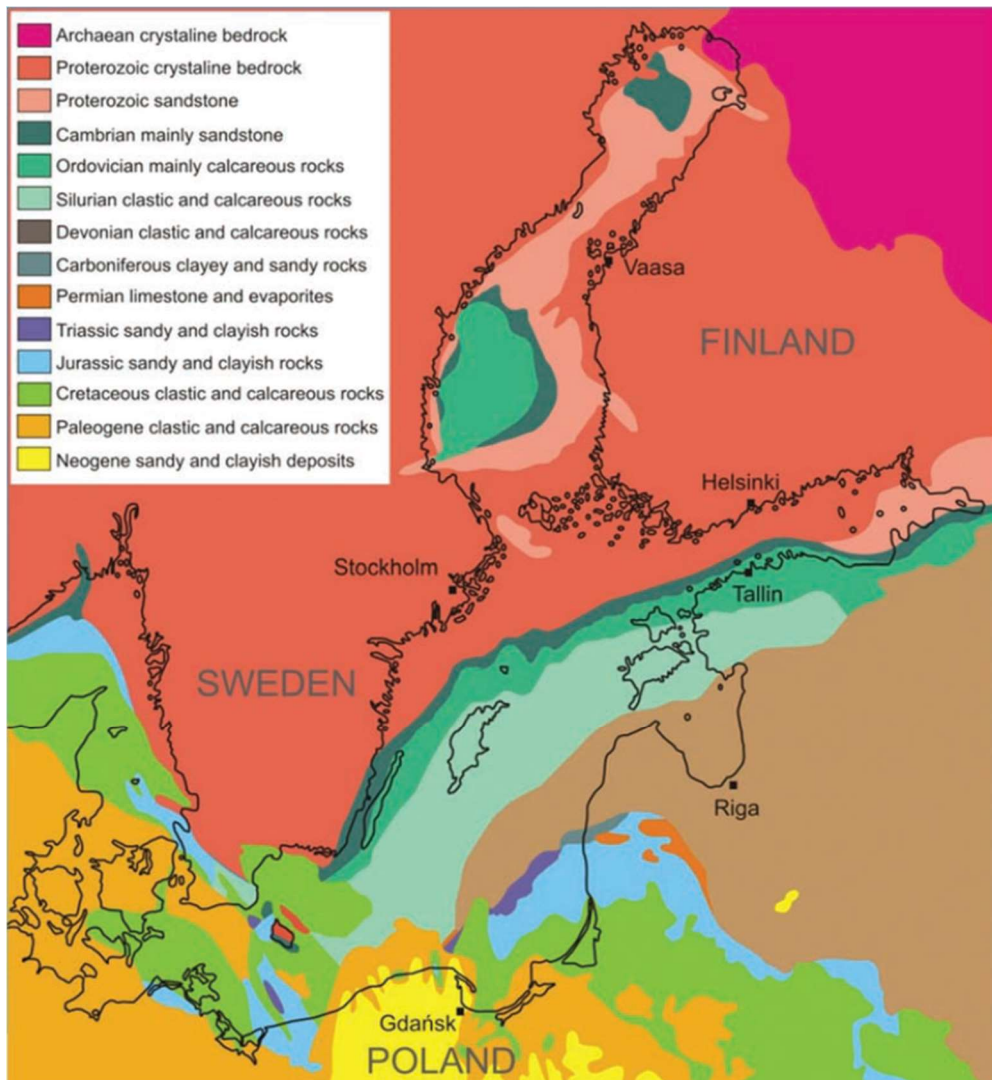 Archaean crystaline bedrock
Proterozoic crystaline bedrock
Proterozoic sandstone
Cambrian mainly sandstone
Ordovician mainly calcareous rocks
Silurian clastic and calcareous rocks
Devonian clastic and calcareous rocks
Carboniferous clayey and sandy rocks
Permian limestone and evaporites
Triassic sandy and clayish rocks
Jurassic sandy and clayish rocks
Cretaceous clastic and calcareous rocks
Paleogene clastic and calcareous rocks
Neogene sandy and clayish deposits
Vaasa
FINLAND
Helsinki
Stockholm
Tallin
SWEDEN
Riga
Gdańsk
POLAND